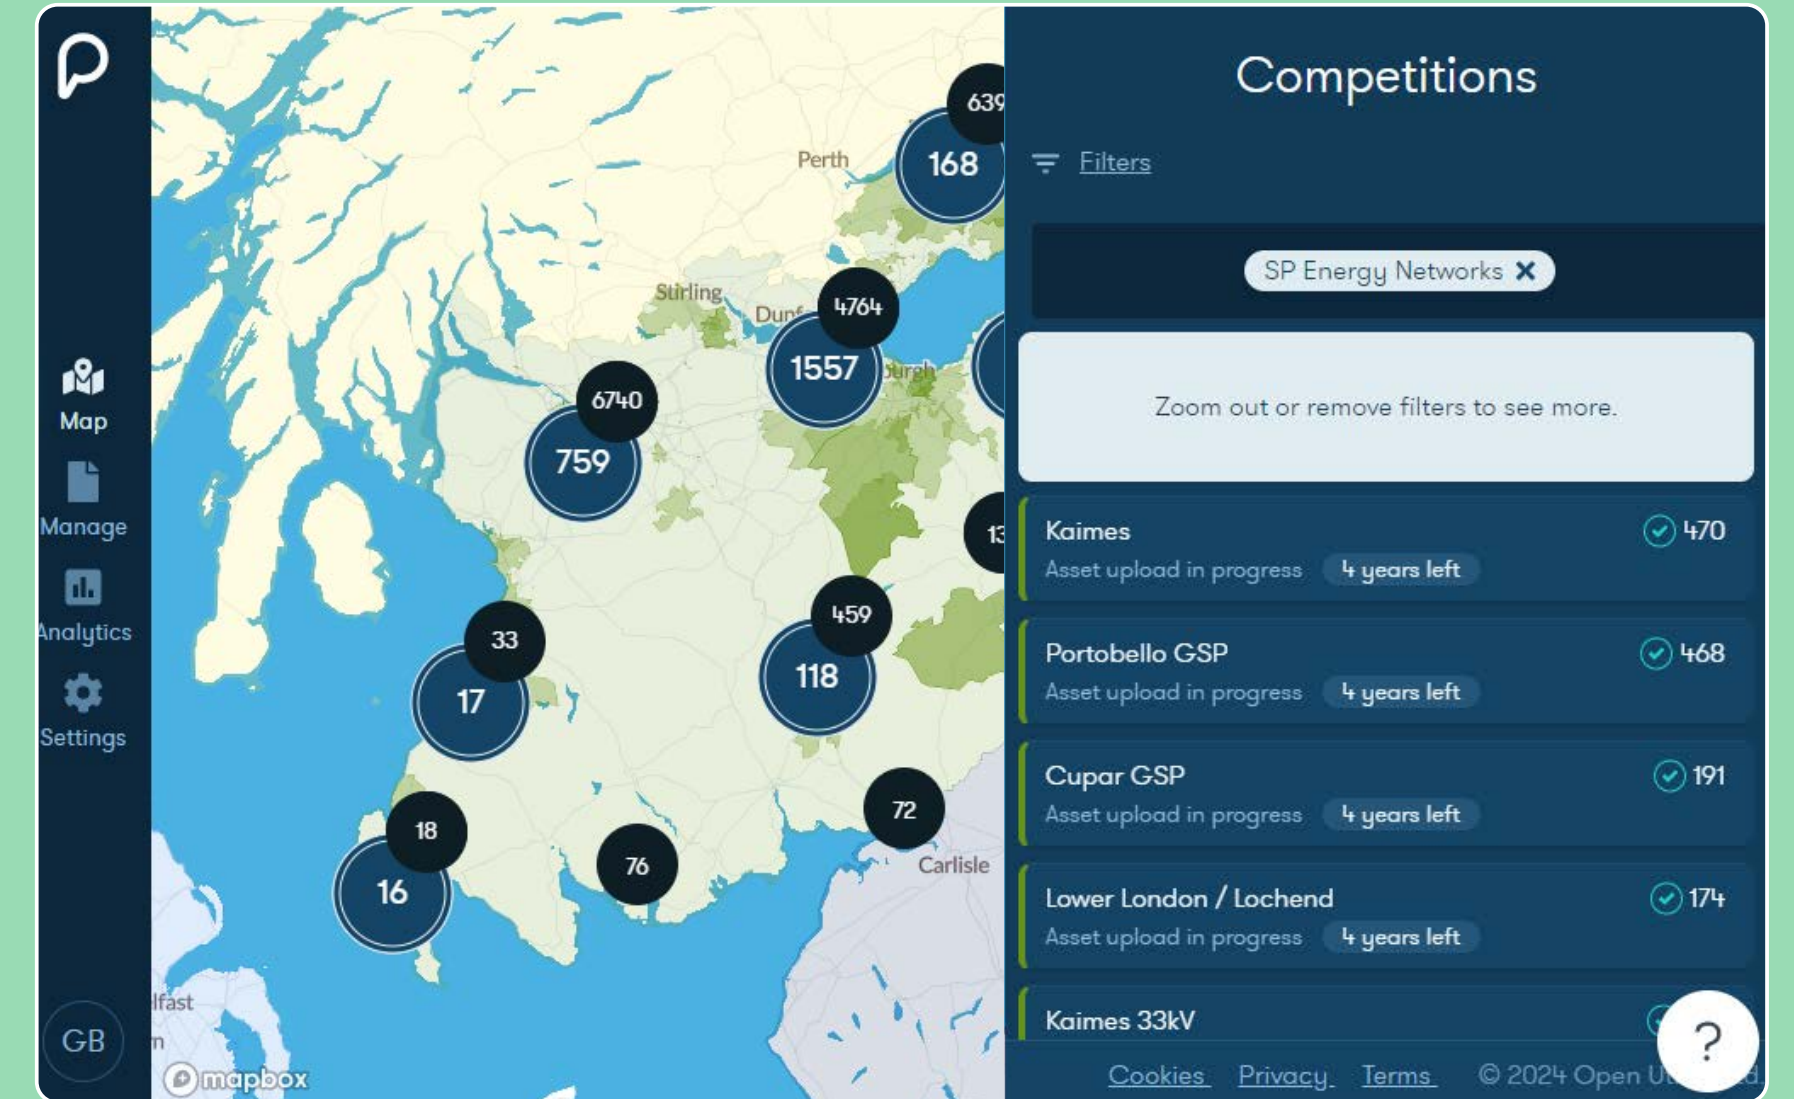 Map
Manage
Analytics
Settings
GB
639
168
Perth
Stirling
4764
1557
6740
759
459
118
33
17
18
16
76
72
Carlisle
mapbox
Competitions
Filters
SP Energy Networks
Zoom out or remove filters to see more.
Kaimes 470
Asset upload in progress 4 years left
Portobello GSP 468
Asset upload in progress 4 years left
Cupar GSP 191
Asset upload in progress 4 years left
Lower London / Lochend 174
Asset upload in progress 4 years left
Kaimes 33kV
?
Cookies Privacy Terms © 2024 Open